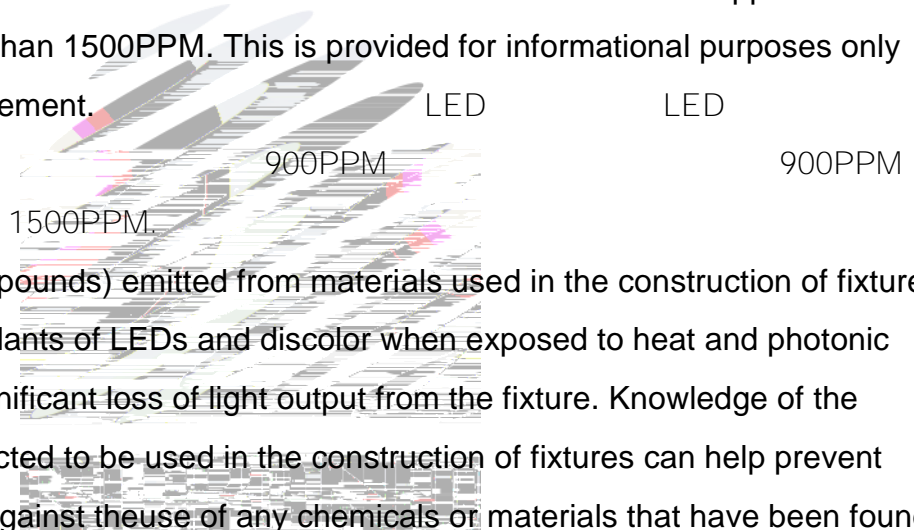 han 1500PPM. This is provided for informational purposes only
ement. LED LED
900PPM 900PPM
1500PPM.
pounds) emitted from materials used in the construction of fixture
lants of LEDs and discolor when exposed to heat and photonic
nificant loss of light output from the fixture. Knowledge of the
cted to be used in the construction of fixtures can help prevent
against theuse of any chemicals or materials that have been found